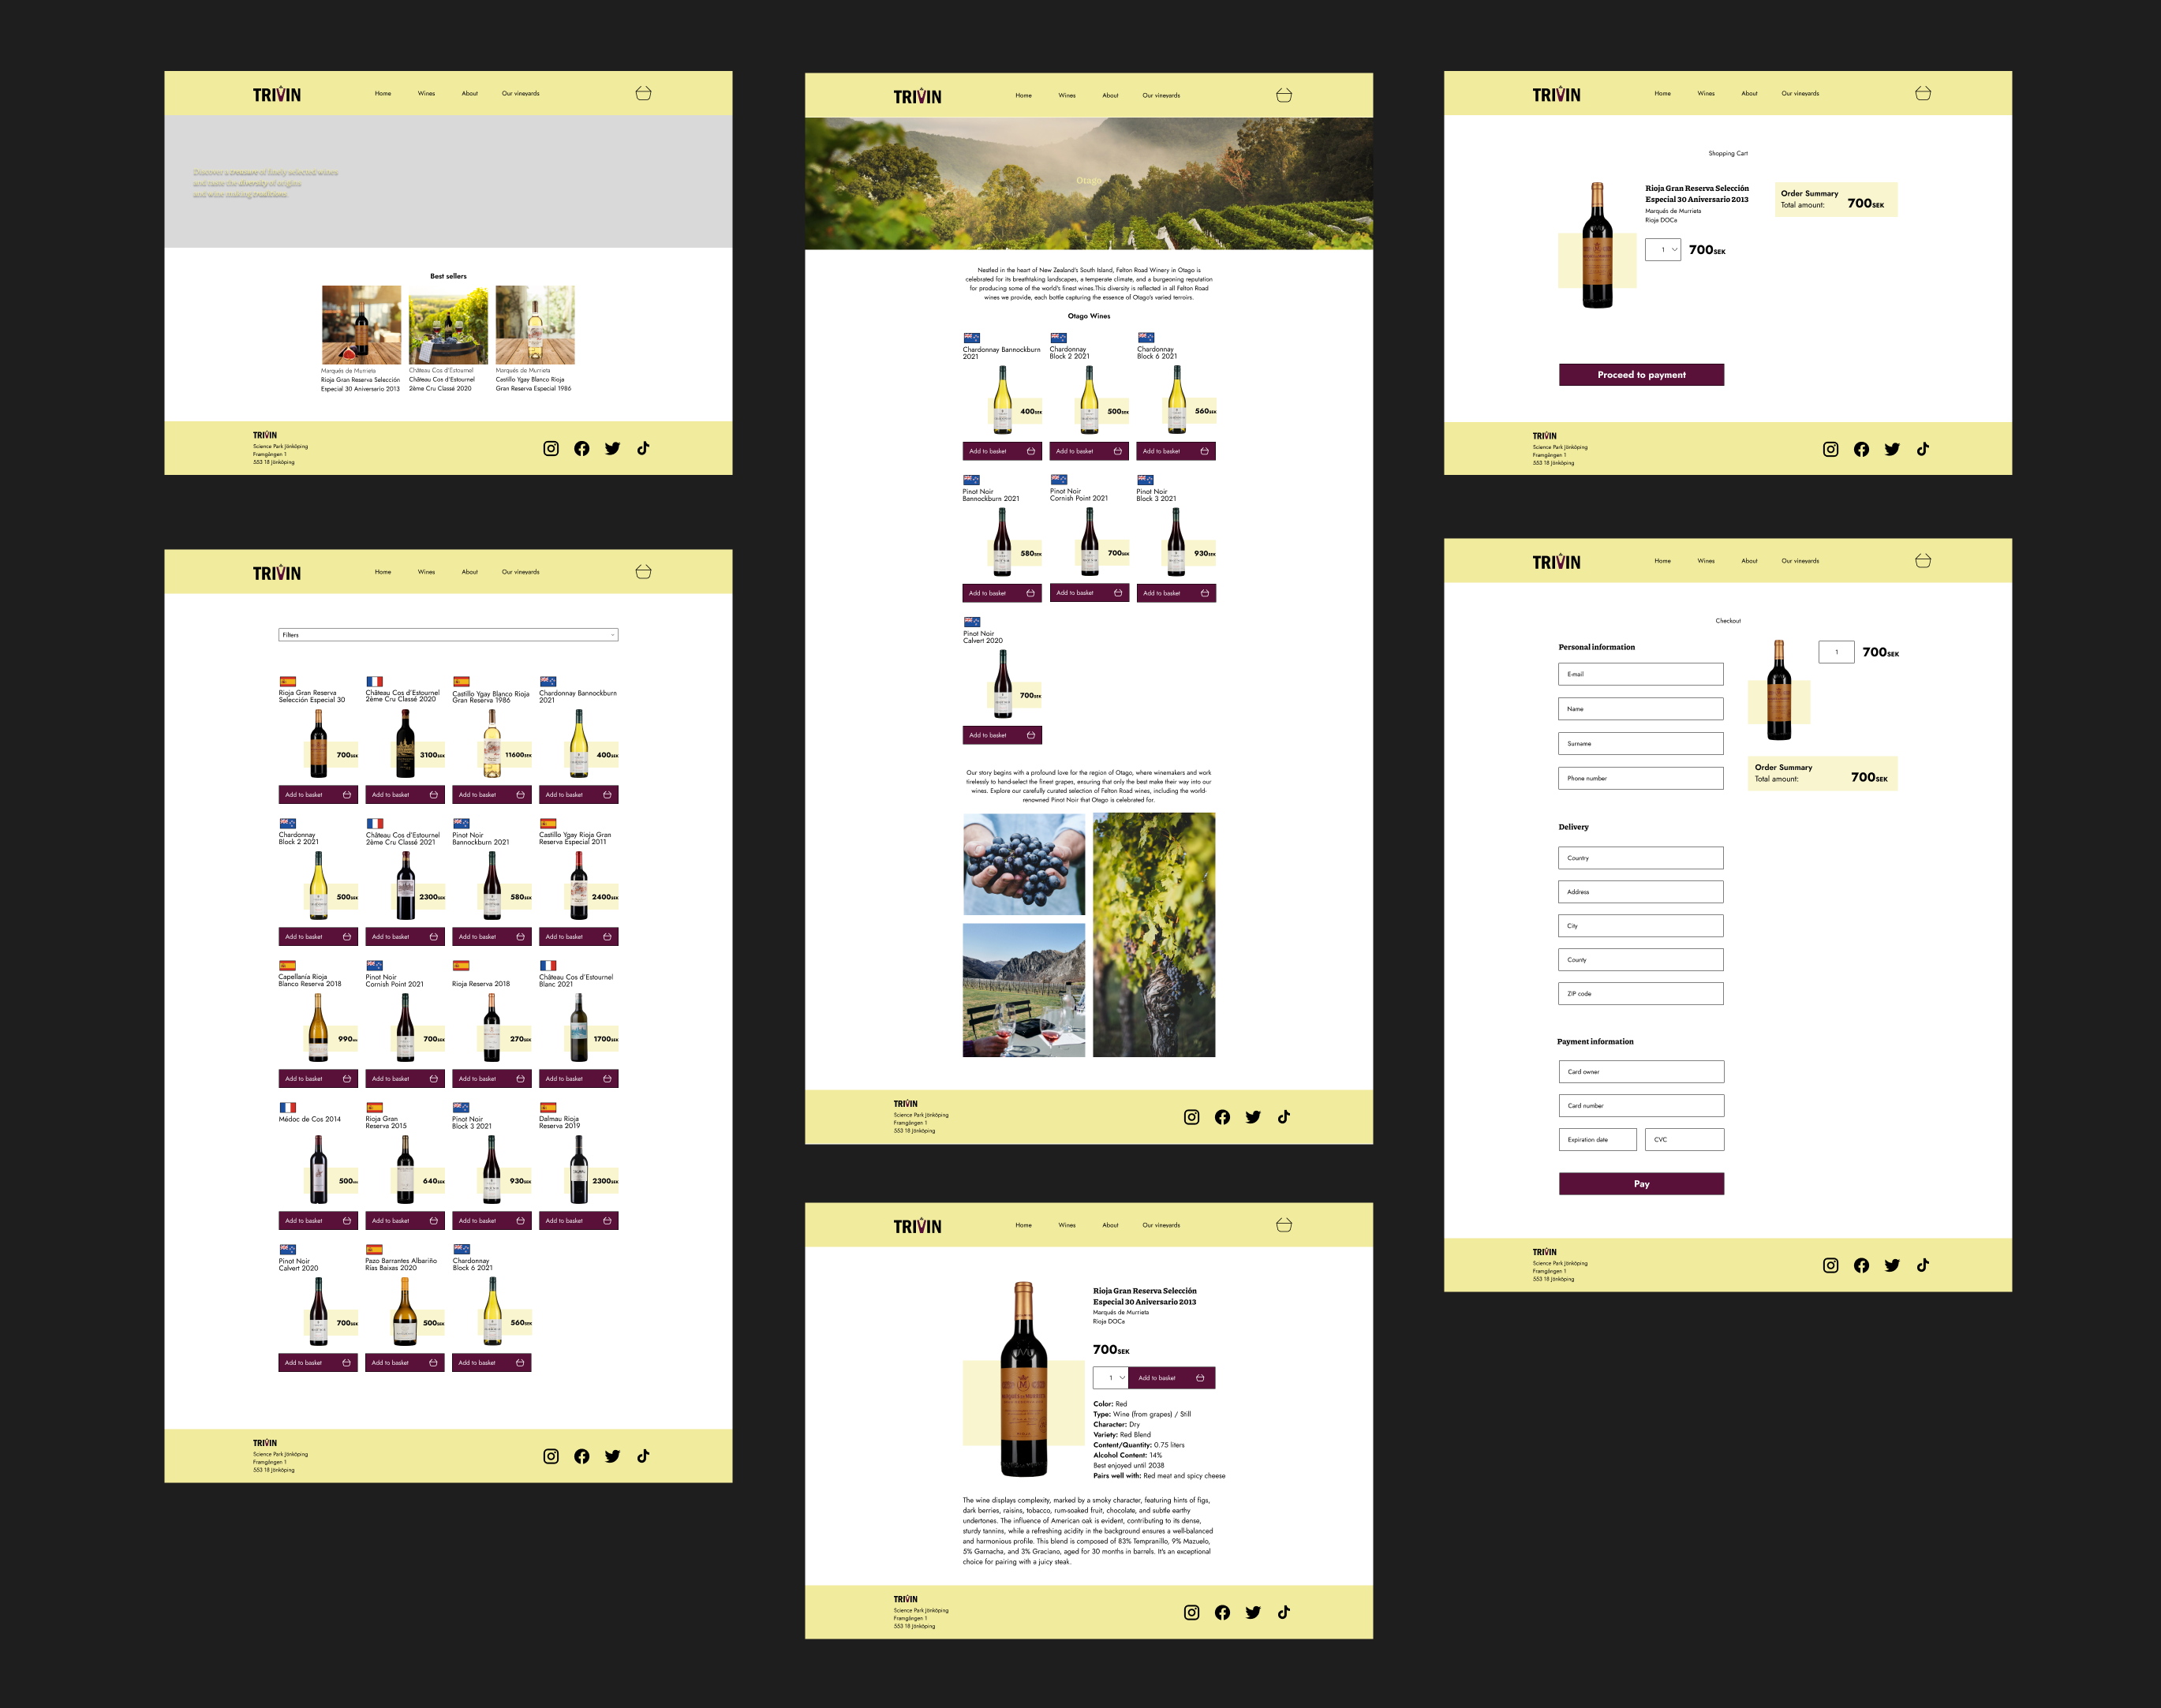 TRIVIN
Home Wines About Our vineyards
Discover a treasure of finely selected wines
and taste the diversity of origins
and wine making traditions.
Best sellers
Marqués de Murrieta
Rioja Gran Reserva Selección
Especial 30 Aniversario 2013
Château Cos d'Estournel
Château Cos d'Estournel
2ème Cru Classé 2020
Marqués de Murrieta
Castillo Ygay Blanco Rioja
Gran Reserva Especial 1986
TRIVIN
Science Park Jönköping
Framgången 1
553 18 Jönköping
TRIVIN
Home Wines About Our vineyards
Filters
Rioja Gran Reserva
Selección Especial 30
700SEK
Add to basket
Château Cos d'Estournel
2ème Cru Classé 2020
3100SEK
Add to basket
Castillo Ygay Blanco Rioja
Gran Reserva 1986
11600SEK
Add to basket
Chardonnay Bannockburn
2021
400SEK
Add to basket
Chardonnay
Block 2 2021
500SEK
Add to basket
Château Cos d'Estournel
2ème Cru Classé 2021
2300SEK
Add to basket
Pinot Noir
Bannockburn 2021
580SEK
Add to basket
Castillo Ygay Rioja Gran
Reserva Especial 2011
2400SEK
Add to basket
Capellania Rioja
Blanco Reserva 2018
990SEK
Add to basket
Pinot Noir
Cornish Point 2021
700SEK
Add to basket
Rioja Reserva 2018
270SEK
Add to basket
Château Cos d'Estournel
Blanc 2021
1700SEK
Add to basket
Médoc de Cos 2014
500SEK
Add to basket
Rioja Gran
Reserva 2015
640SEK
Add to basket
Pinot Noir
Block 3 2021
930SEK
Add to basket
Dalmau Rioja
Reserva 2019
2300SEK
Add to basket
Pinot Noir
Calvert 2020
700SEK
Add to basket
Pazo Barrantes Albariño
Rías Baixas 2020
500SEK
Add to basket
Chardonnay
Block 6 2021
560SEK
Add to basket
TRIVIN
Science Park Jönköping
Framgången 1
553 18 Jönköping
TRIVIN
Home Wines About Our vineyards
Otago
Nestled in the heart of New Zealand's South Island, Felton Road Winery in Otago is
celebrated for its breathtaking landscapes, a temperate climate, and a burgeoning reputation
for producing some of the world's finest wines.This diversity is reflected in all Felton Road
wines we provide, each bottle capturing the essence of Otago's varied terroirs.
Otago Wines
Chardonnay Bannockburn
2021
400SEK
Add to basket
Chardonnay
Block 2 2021
500SEK
Add to basket
Chardonnay
Block 6 2021
560SEK
Add to basket
Pinot Noir
Bannockburn 2021
580SEK
Add to basket
Pinot Noir
Cornish Point 2021
700SEK
Add to basket
Pinot Noir
Block 3 2021
930SEK
Add to basket
Pinot Noir
Calvert 2020
700SEK
Add to basket
Our story begins with a profound love for the region of Otago, where winemakers and work
tirelessly to hand-select the finest grapes, ensuring that only the best make their way into our
wines. Explore our carefully curated selection of Felton Road wines, including the world-
renowned Pinot Noir that Otago is celebrated for.
TRIVIN
Science Park Jönköping
Framgången 1
553 18 Jönköping
TRIVIN
Home Wines About Our vineyards
Rioja Gran Reserva Selección
Especial 30 Aniversario 2013
Marqués de Murrieta
Rioja DOCa
700SEK
1 Add to basket
Color: Red
Type: Wine (from grapes) / Still
Character: Dry
Variety: Red Blend
Content/Quantity: 0.75 liters
Alcohol Content: 14%
Best enjoyed until 2038
Pairs well with: Red meat and spicy cheese
The wine displays complexity, marked by a smoky character, featuring hints of figs,
dark berries, raisins, tobacco, rum-soaked fruit, chocolate, and subtle earthy
undertones. The influence of American oak is evident, contributing to its dense,
sturdy tannins, while a refreshing acidity in the background ensures a well-balanced
and harmonious profile. This blend is composed of 83% Tempranillo, 9% Mazuelo,
5% Garnacha, and 3% Graciano, aged for 30 months in barrels. It's an exceptional
choice for pairing with a juicy steak.
TRIVIN
Science Park Jönköping
Framgången 1
553 18 Jönköping
TRIVIN
Home Wines About Our vineyards
Shopping Cart
Rioja Gran Reserva Selección
Especial 30 Aniversario 2013
Marqués de Murrieta
Rioja DOCa
1 700SEK
Order Summary
Total amount: 700SEK
Proceed to payment
TRIVIN
Science Park Jönköping
Framgången 1
553 18 Jönköping
TRIVIN
Home Wines About Our vineyards
Checkout
Personal information
E-mail
Name
Surname
Phone number
1 700SEK
Order Summary
Total amount: 700SEK
Delivery
Country
Address
City
County
ZIP code
Payment information
Card owner
Card number
Expiration date CVC
Pay
TRIVIN
Science Park Jönköping
Framgången 1
553 18 Jönköping